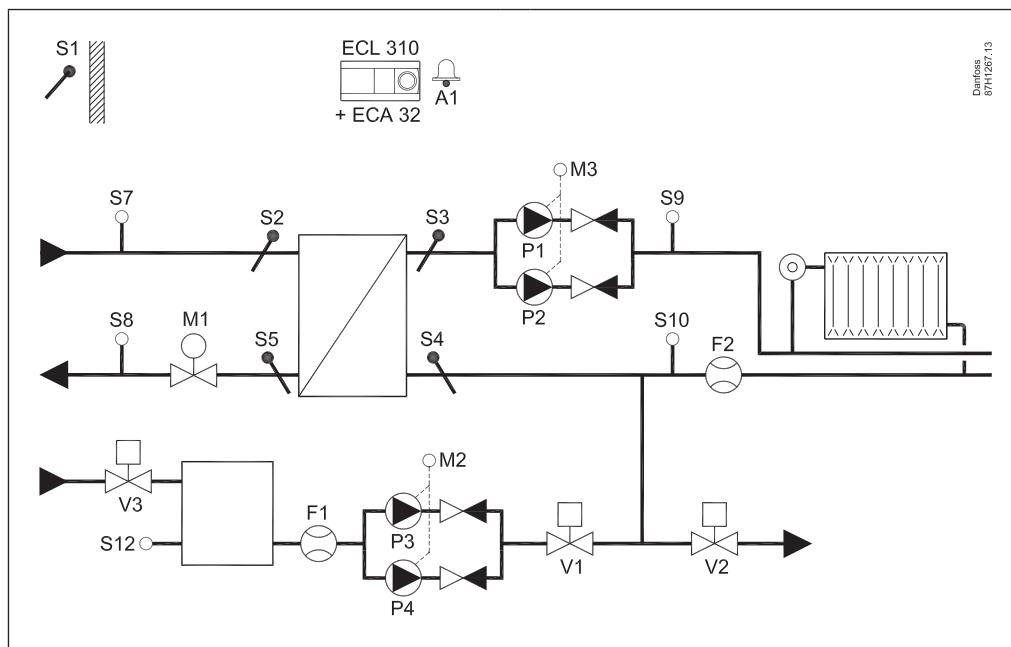 S1
ECL 310
A1
+ ECA 32
Danfoss
87H1267.13
M3
S7
S2
S3
S9
P1
P2
S8
M1
S5
S4
S10
F2
M2
V3
F1
P3
S12
V1
V2
P4